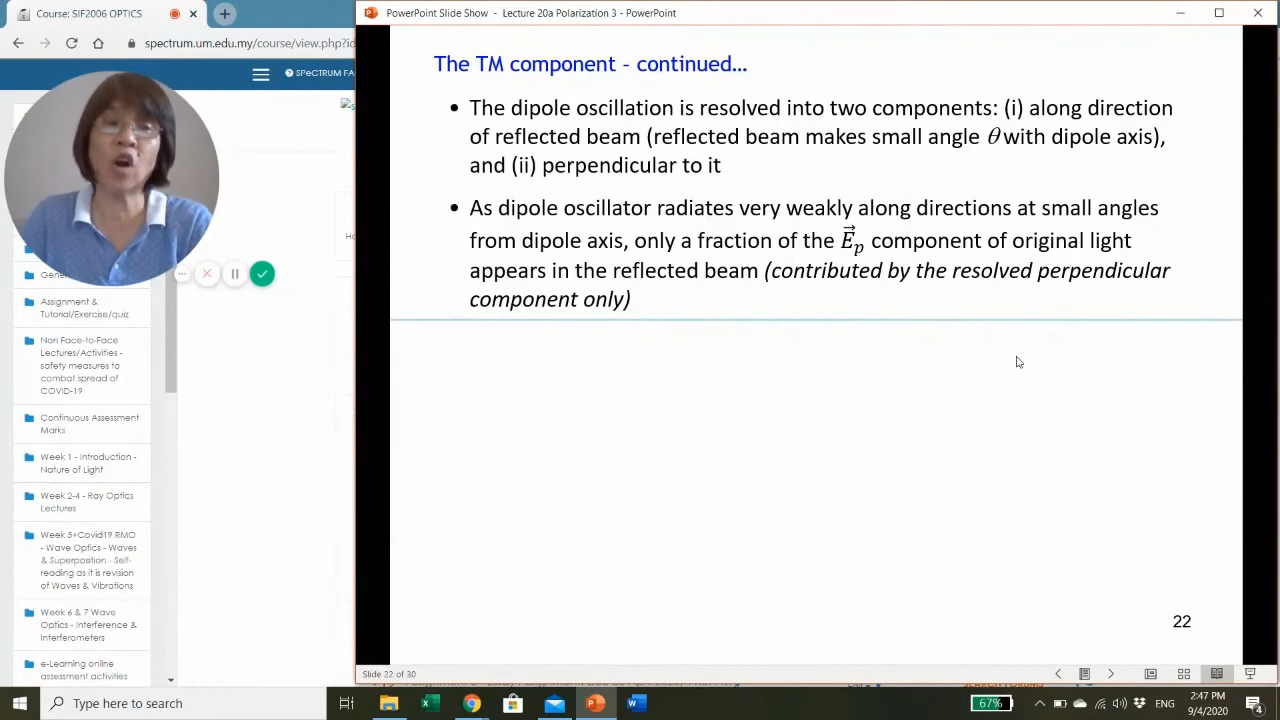 Course: SIF2006 OPTICS
PowerPoint Slide Show - Lecture 20a Polarization 3 - PowerPoint
spectrum.um.edu.my/course/view.php?i
SPeCTRUM FA
The TM component – continued…
• The dipole oscillation is resolved into two components: (i) along direction
of reflected beam (reflected beam makes small angle θ with dipole axis),
and (ii) perpendicular to it
• As dipole oscillator radiates very weakly along directions at small angles
from dipole axis, only a fraction of the E⃗p component of original light
appears in the reflected beam (contributed by the resolved perpendicular
component only)
22
Assignment &
Tutorial/Exercise/quiz
Non Face-to-Face
Lectures/Activities -
safety measures to
combat spread of
COVID-19
Continuous Assessment
Marks
Week 1 - Introduction -
Nature of Light
Week 2-4 - Ray Optics
Lectures
Week 5+Covid19 RMO
- Wave Optics - Waves
& Superposition - Self-
reading as it is revision
of Waves & Vibrations
Week 6 & 7 Wave
Optics - Interference &
Interferometers
e-Learning online
assessment activities
Slide 22 of 30
Type here to search
67%
ENG
2:47 PM
9/4/2020
4